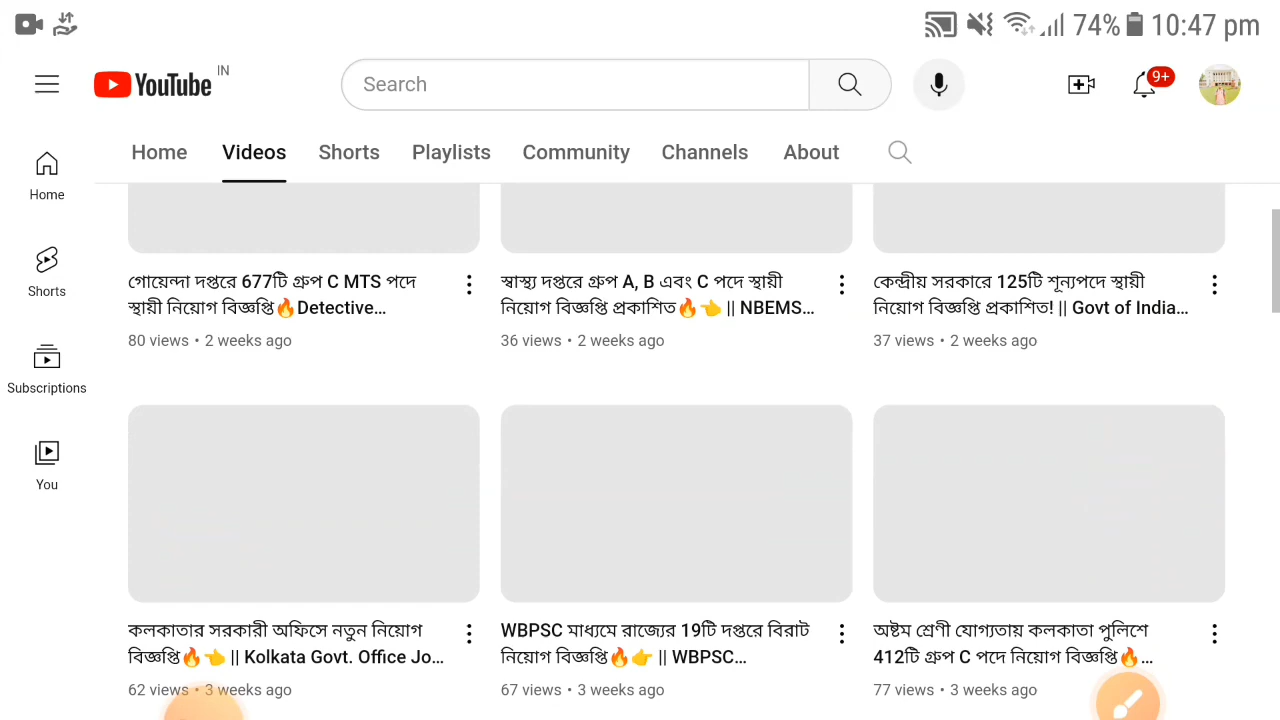 74% 10:47 pm
YouTube IN
Search
9+
Home Videos Shorts Playlists Community Channels About
Home
Shorts
Subscriptions
You
গোয়েন্দা দপ্তরে 677টি গ্রুপ C MTS পদে
স্থায়ী নিয়োগ বিজ্ঞপ্তি🔥Detective...
80 views • 2 weeks ago
স্বাস্থ্য দপ্তরে গ্রুপ A, B এবং C পদে স্থায়ী
নিয়োগ বিজ্ঞপ্তি প্রকাশিত🔥👈 || NBEMS...
36 views • 2 weeks ago
কেন্দ্রীয় সরকারে 125টি শূন্যপদে স্থায়ী
নিয়োগ বিজ্ঞপ্তি প্রকাশিত! || Govt of India...
37 views • 2 weeks ago
কলকাতার সরকারী অফিসে নতুন নিয়োগ
বিজ্ঞপ্তি🔥👈 || Kolkata Govt. Office Jo...
62 views • 3 weeks ago
WBPSC মাধ্যমে রাজ্যের 19টি দপ্তরে বিরাট
নিয়োগ বিজ্ঞপ্তি🔥👉 || WBPSC...
67 views • 3 weeks ago
অষ্টম শ্রেণী যোগ্যতায় কলকাতা পুলিশে
412টি গ্রুপ C পদে নিয়োগ বিজ্ঞপ্তি🔥...
77 views • 3 weeks ago